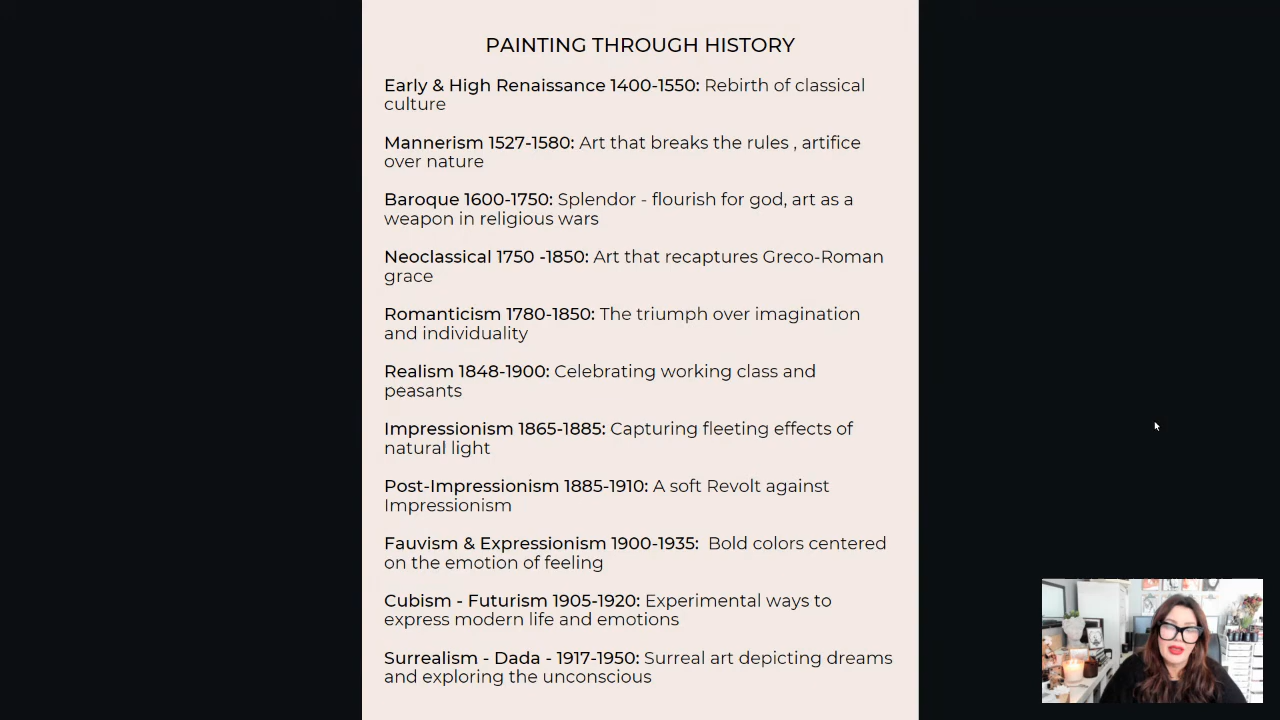 PAINTING THROUGH HISTORY
Early & High Renaissance 1400-1550: Rebirth of classical
culture
Mannerism 1527-1580: Art that breaks the rules , artifice
over nature
Baroque 1600-1750: Splendor - flourish for god, art as a
weapon in religious wars
Neoclassical 1750 -1850: Art that recaptures Greco-Roman
grace
Romanticism 1780-1850: The triumph over imagination
and individuality
Realism 1848-1900: Celebrating working class and
peasants
Impressionism 1865-1885: Capturing fleeting effects of
natural light
Post-Impressionism 1885-1910: A soft Revolt against
Impressionism
Fauvism & Expressionism 1900-1935:  Bold colors centered
on the emotion of feeling
Cubism - Futurism 1905-1920: Experimental ways to
express modern life and emotions
Surrealism - Dada - 1917-1950: Surreal art depicting dreams
and exploring the unconscious